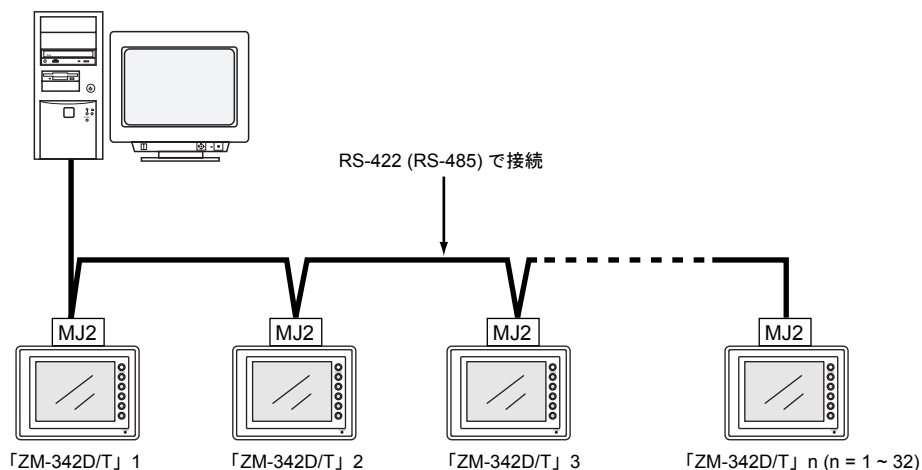 RS-422 (RS-485) で接続
MJ2
MJ2
MJ2
MJ2
「ZM-342D/T」1
「ZM-342D/T」2
「ZM-342D/T」3
「ZM-342D/T」n (n = 1 ~ 32)